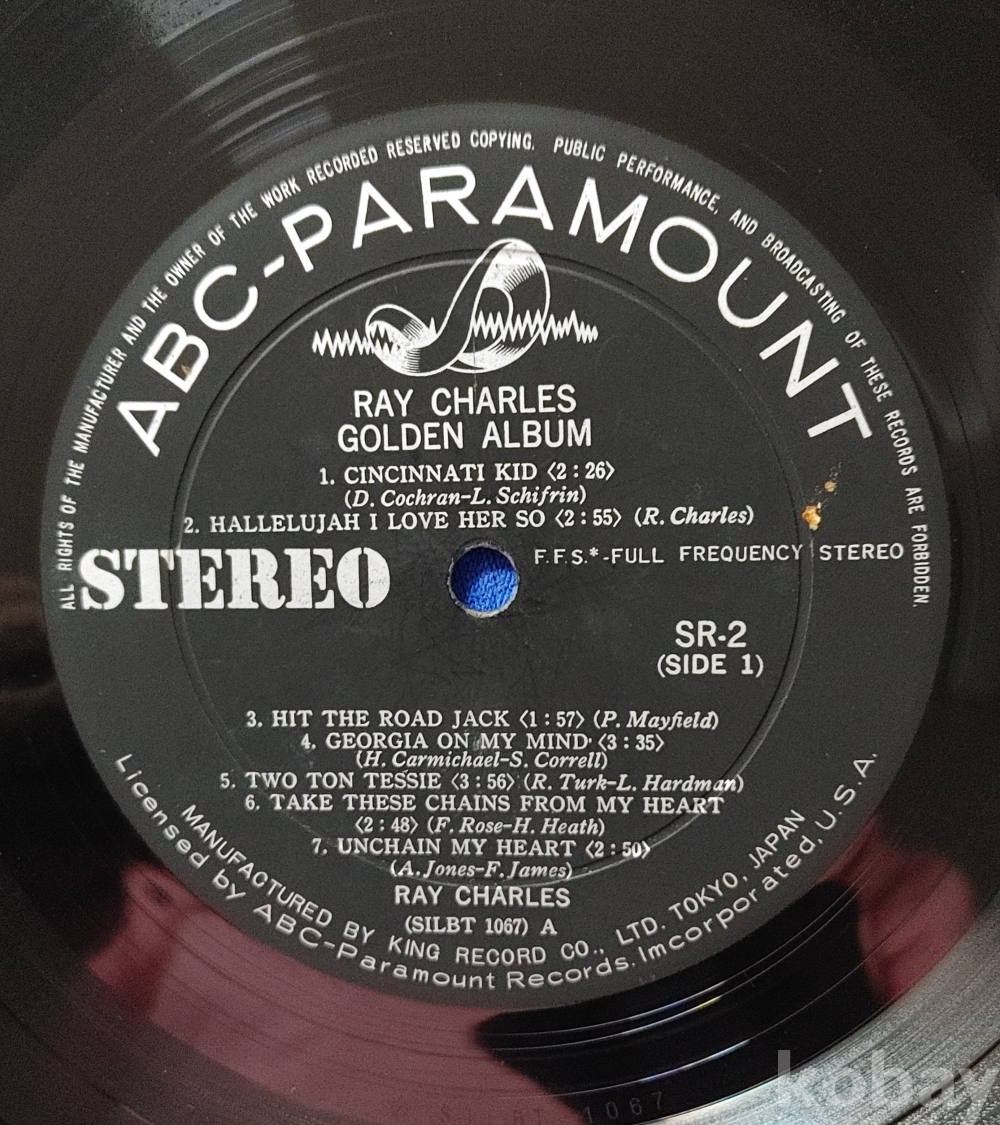 ALL RIGHTS OF THE MANUFACTURER AND THE OWNER OF THE WORK RECORDED RESERVED COPYING. PUBLIC PERFORMANCE, AND BROADCASTING OF THESE RECORDS ARE FORBIDDEN.
ABC-PARAMOUNT
RAY CHARLES
GOLDEN ALBUM
1. CINCINNATI KID 〈2:26〉
(D. Cochran-L. Schifrin)
2. HALLELUJAH I LOVE HER SO 〈2:55〉 (R. Charles)
STEREO
F.F.S.*-FULL FREQUENCY STEREO
SR-2
(SIDE 1)
3. HIT THE ROAD JACK 〈1:57〉 (P. Mayfield)
4. GEORGIA ON MY MIND 〈3:35〉
(H. Carmichael-S. Correll)
5. TWO TON TESSIE 〈3:56〉 (R. Turk-L. Hardman)
6. TAKE THESE CHAINS FROM MY HEART
〈2:48〉 (F. Rose-H. Heath)
7. UNCHAIN MY HEART 〈2:50〉
(A. Jones-F. James)
RAY CHARLES
(SILBT 1067) A
MANUFACTURED BY KING RECORD CO., LTD. TOKYO, JAPAN
Licensed by ABC-Paramount Records. Imcorporated, U.S.A.
1067
kobay